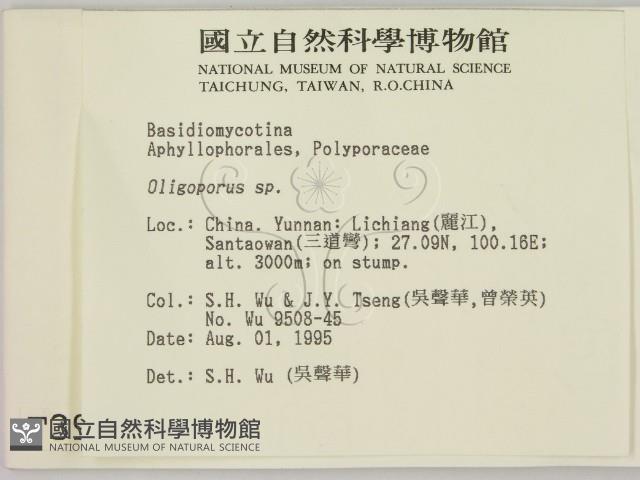 國立自然科學博物館
NATIONAL MUSEUM OF NATURAL SCIENCE
TAICHUNG, TAIWAN, R.O.CHINA
Basidiomycotina
Aphyllophorales, Polyporaceae
Oligoporus sp.
Loc.: China. Yunnan: Lichiang(麗江),
Santaowan(三道彎); 27.09N, 100.16E;
alt. 3000m; on stump.
Col.: S.H. Wu & J.Y. Tseng(吳聲華,曾榮英)
No. Wu 9508-45
Date: Aug. 01, 1995
Det.: S.H. Wu (吳聲華)
國立自然科學博物館
NATIONAL MUSEUM OF NATURAL SCIENCE